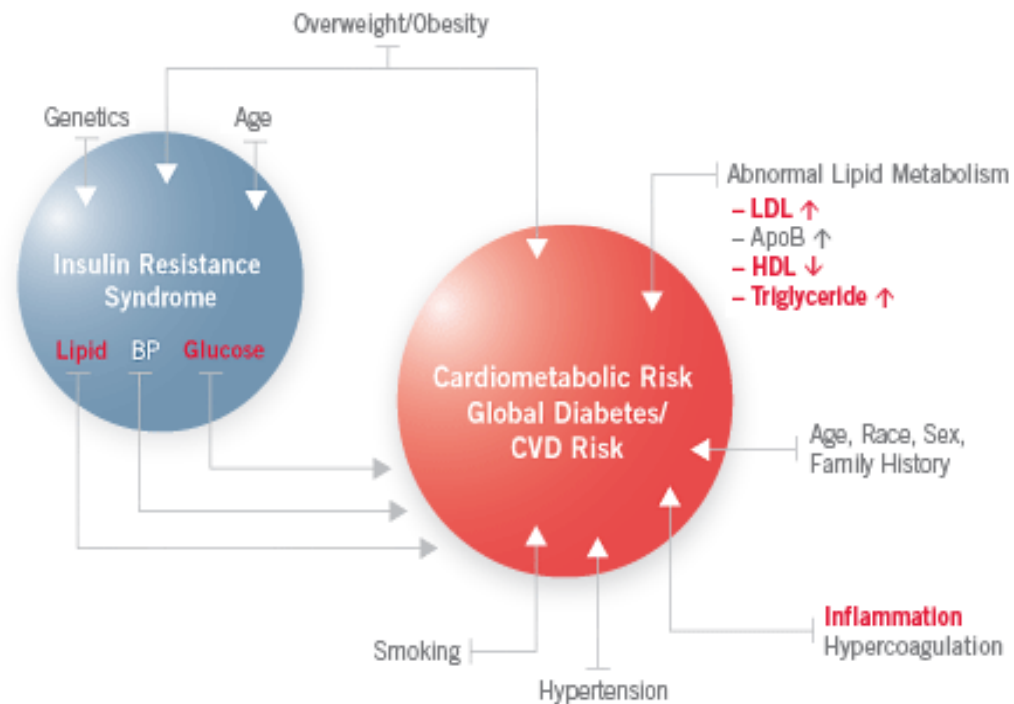 Overweight/Obesity
Genetics
Age
Insulin Resistance
Syndrome
Lipid BP Glucose
Abnormal Lipid Metabolism
– LDL ↑
– ApoB ↑
– HDL ↓
– Triglyceride ↑
Cardiometabolic Risk
Global Diabetes/
CVD Risk
Age, Race, Sex,
Family History
Inflammation
Hypercoagulation
Smoking
Hypertension